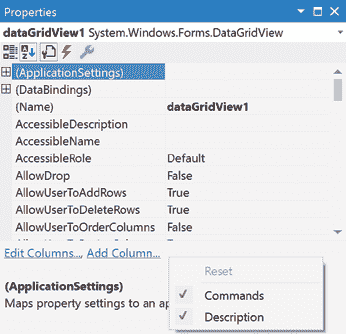 Properties
dataGridView1 System.Windows.Forms.DataGridView
(ApplicationSettings)
(DataBindings)
(Name) dataGridView1
AccessibleDescription
AccessibleName
AccessibleRole Default
AllowDrop False
AllowUserToAddRows True
AllowUserToDeleteRows True
AllowUserToOrderColumns False
Edit Columns..., Add Column...
Reset
(ApplicationSettings)
Commands
Maps property settings to an ap
Description